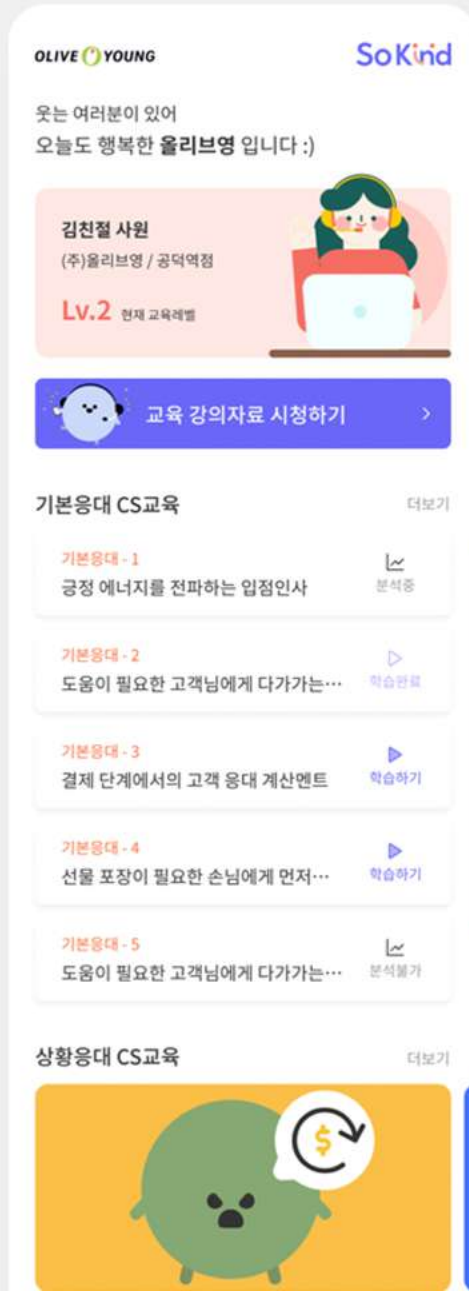 OLIVE YOUNG
SoKind
웃는 여러분이 있어
오늘도 행복한 올리브영 입니다 :)
김친절 사원
(주)올리브영 / 공덕역점
Lv.2 현재 교육레벨
교육 강의자료 시청하기
기본응대 CS교육
더보기
기본응대 - 1
긍정 에너지를 전파하는 입점인사
분석중
기본응대 - 2
도움이 필요한 고객님에게 다가가는…
학습완료
기본응대 - 3
결제 단계에서의 고객 응대 계산멘트
학습하기
기본응대 - 4
선물 포장이 필요한 손님에게 먼저…
학습하기
기본응대 - 5
도움이 필요한 고객님에게 다가가는…
분석불가
상황응대 CS교육
더보기
$